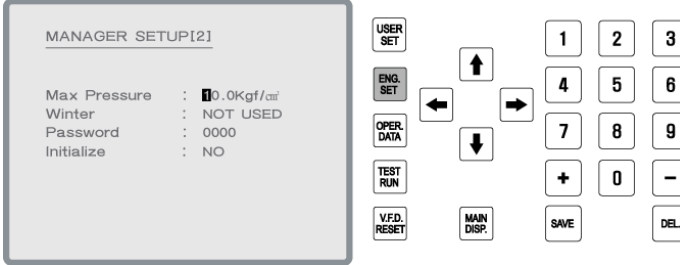 MANAGER SETUP[2]
Max Pressure : 10.0Kgf/㎠
Winter : NOT USED
Password : 0000
Initialize : NO
USER SET
ENG. SET
OPER. DATA
TEST RUN
V.F.D. RESET
MAIN DISP.
1 2 3
4 5 6
7 8 9
+ 0 -
SAVE DEL.